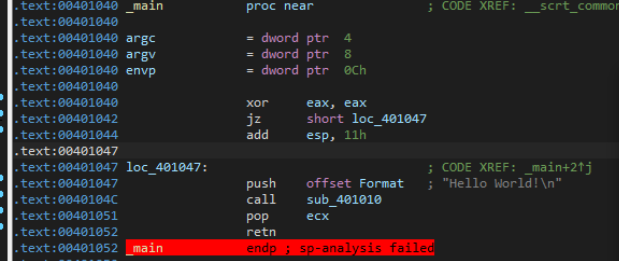 .text:00401040 _main proc near ; CODE XREF: __scrt_commo
.text:00401040
.text:00401040 argc = dword ptr 4
.text:00401040 argv = dword ptr 8
.text:00401040 envp = dword ptr 0Ch
.text:00401040
.text:00401040 xor eax, eax
.text:00401042 jz short loc_401047
.text:00401044 add esp, 11h
.text:00401047
.text:00401047 loc_401047: ; CODE XREF: _main+2↑j
.text:00401047 push offset Format ; "Hello World!\n"
.text:0040104C call sub_401010
.text:00401051 pop ecx
.text:00401052 retn
.text:00401052 _main endp ; sp-analysis failed